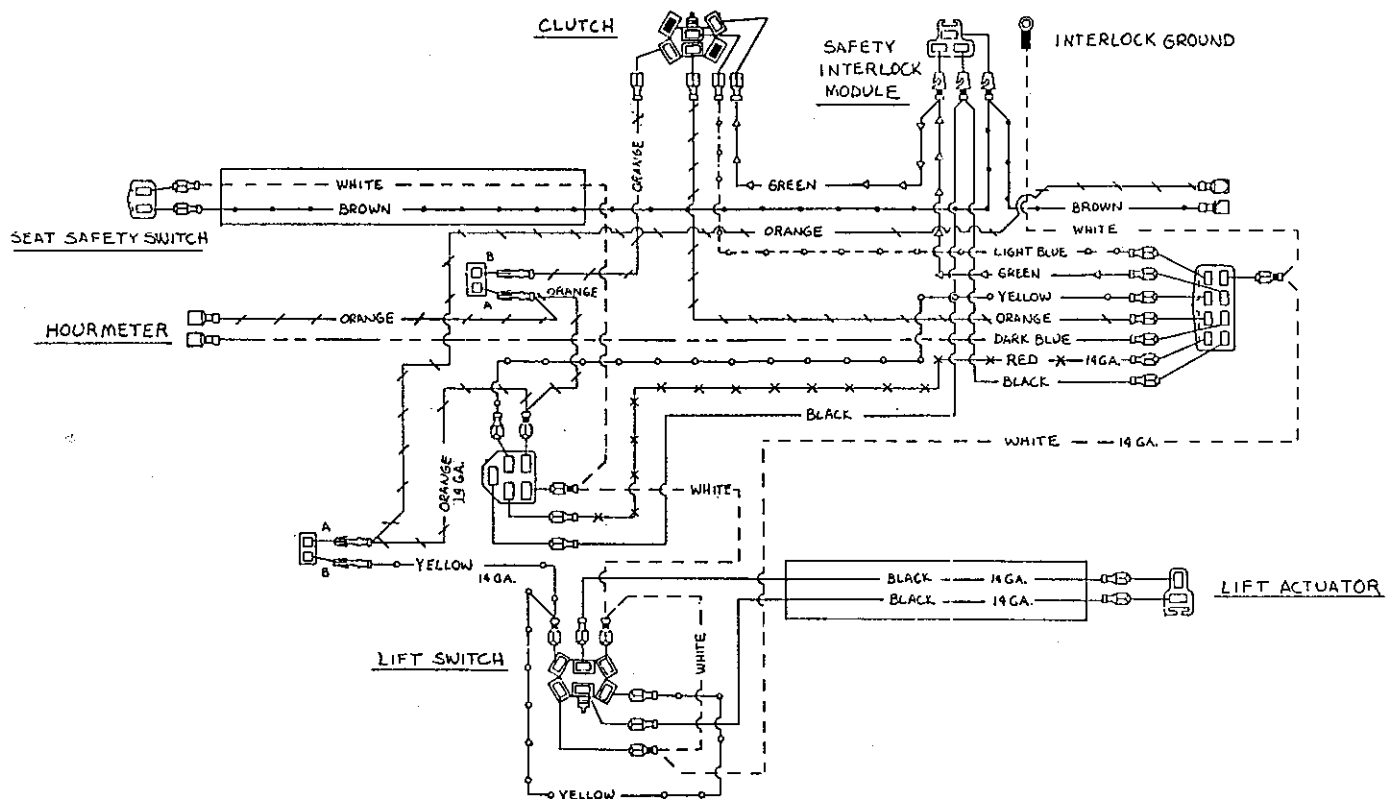 CLUTCH
SAFETY
INTERLOCK
MODULE
INTERLOCK GROUND
ORANGE
WHITE
GREEN
BROWN
BROWN
SEAT SAFETY SWITCH
ORANGE
WHITE
B
LIGHT BLUE
GREEN
ORANGE
A
YELLOW
HOURMETER
ORANGE
ORANGE
DARK BLUE
RED
14GA.
BLACK
BLACK
WHITE
14 GA.
ORANGE
14 GA.
WHITE
A
B
YELLOW
14 GA.
BLACK
14 GA.
BLACK
14 GA.
LIFT ACTUATOR
LIFT SWITCH
WHITE
YELLOW